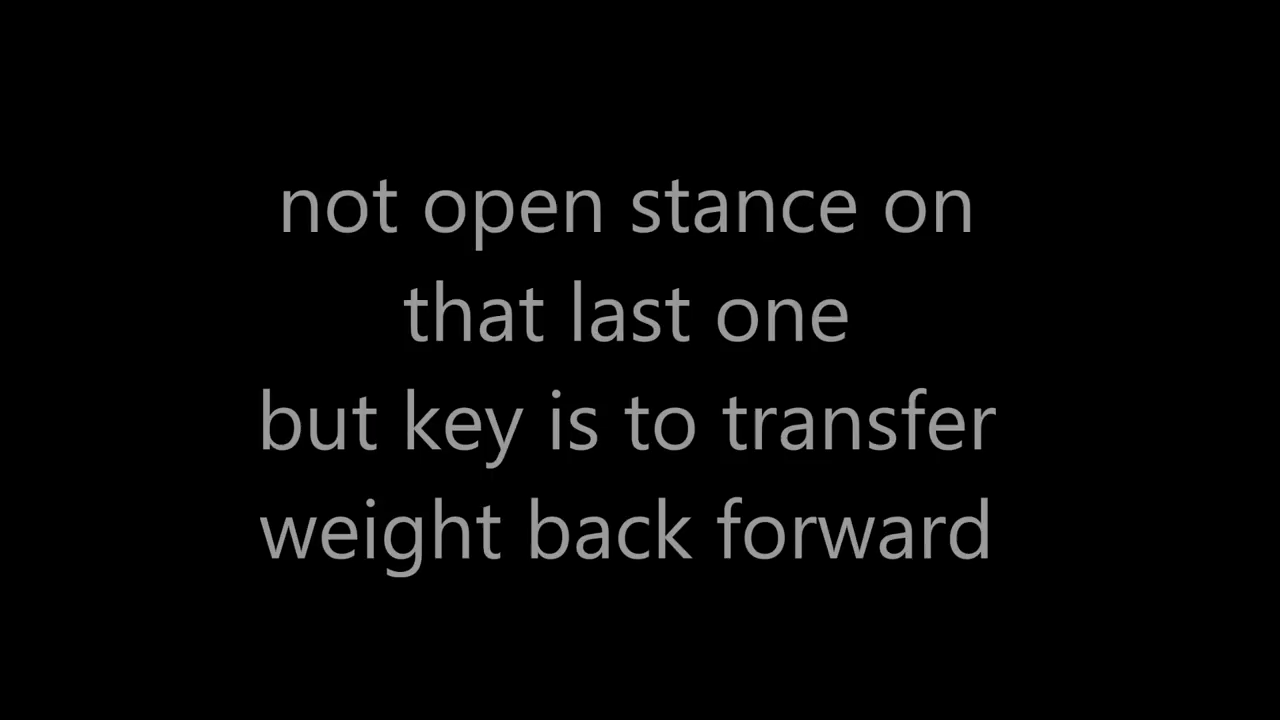 not open stance on
that last one
but key is to transfer
weight back forward